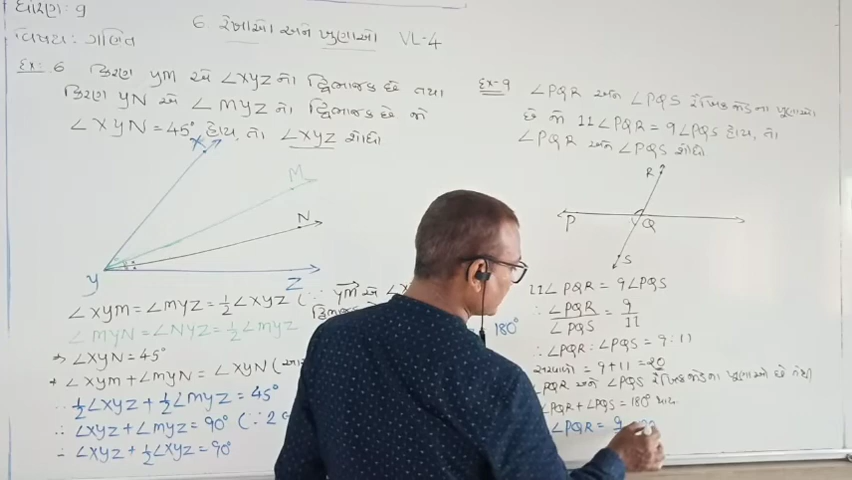 ધોરણ: 9
વિષય: ગણિત
6 રેખાઓ અને ખૂણાઓ VL-4
Ex: 6 કિરણ YM એ ∠XYZ નો દ્વિભાજક છે તથા
કિરણ YN એ ∠MYZ નો દ્વિભાજક છે જો
∠XYN = 45° હોય, તો ∠XYZ શોધો
X
M
N
Y
Z
∠XYM = ∠MYZ = ½∠XYZ (∵ YM એ ∠X
∠MYN = ∠NYZ = ½∠MYZ
⇒ ∠XYN = 45°
∠XYM + ∠MYN = ∠XYN
∴ ½∠XYZ + ½∠MYZ = 45°
∴ ∠XYZ + ∠MYZ = 90° (∵ 2
∴ ∠XYZ + ½∠XYZ = 90°
180°
Ex-9 ∠PQR અને ∠PQS રૈખિક જોડના ખૂણાઓ
છે જો 11∠PQR = 9∠PQS હોય, તો
∠PQR અને ∠PQS શોધો
R
P
Q
S
11∠PQR = 9∠PQS
∴ ∠PQR / ∠PQS = 9 / 11
∴ ∠PQR : ∠PQS = 9 : 11
સરવાળો = 9 + 11 = 20
∠PQR અને ∠PQS રૈખિક જોડના ખૂણાઓ છે તેથી
∠PQR + ∠PQS = 180° થાય
∠PQR = 9